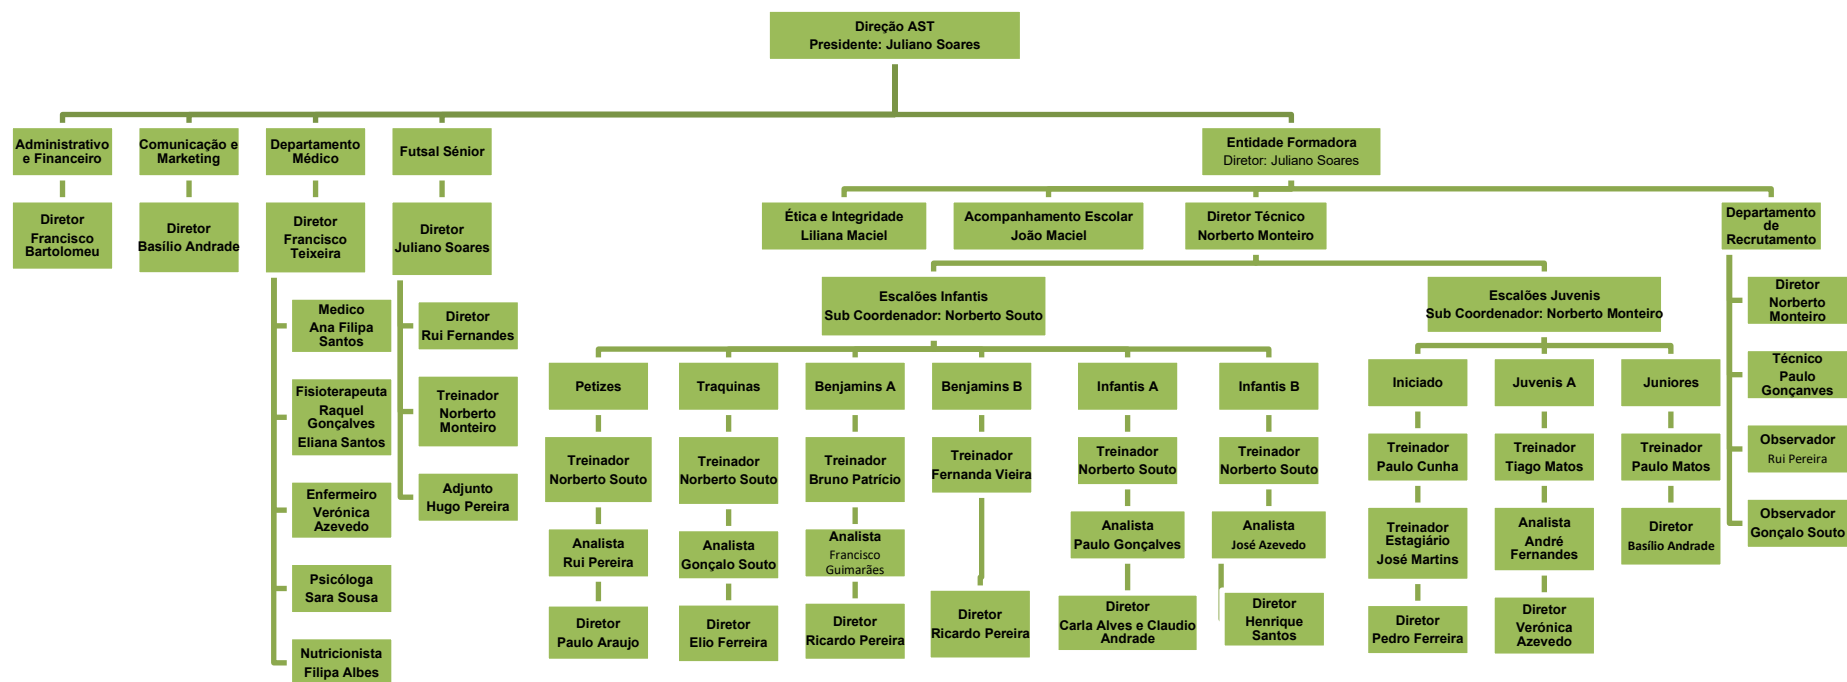 Direção AST
Presidente: Juliano Soares
Administrativo
e Financeiro
Comunicação e
Marketing
Departamento
Médico
Futsal Sénior
Entidade Formadora
Diretor: Juliano Soares
Diretor
Francisco
Bartolomeu
Diretor
Basílio Andrade
Diretor
Francisco
Teixeira
Diretor
Juliano Soares
Ética e Integridade
Liliana Maciel
Acompanhamento Escolar
João Maciel
Diretor Técnico
Norberto Monteiro
Departamento
de
Recrutamento
Medico
Ana Filipa
Santos
Fisioterapeuta
Raquel
Gonçalves
Eliana Santos
Enfermeiro
Verónica
Azevedo
Psicóloga
Sara Sousa
Nutricionista
Filipa Albes
Diretor
Rui Fernandes
Treinador
Norberto
Monteiro
Adjunto
Hugo Pereira
Escalões Infantis
Sub Coordenador: Norberto Souto
Escalões Juvenis
Sub Coordenador: Norberto Monteiro
Petizes
Treinador
Norberto Souto
Analista
Rui Pereira
Diretor
Paulo Araujo
Traquinas
Treinador
Norberto Souto
Analista
Gonçalo Souto
Diretor
Elio Ferreira
Benjamins A
Treinador
Bruno Patrício
Analista
Francisco
Guimarães
Diretor
Ricardo Pereira
Benjamins B
Treinador
Fernanda Vieira
Diretor
Ricardo Pereira
Infantis A
Treinador
Norberto Souto
Analista
Paulo Gonçalves
Diretor
Carla Alves e Claudio
Andrade
Infantis B
Treinador
Norberto Souto
Analista
José Azevedo
Diretor
Henrique
Santos
Iniciado
Treinador
Paulo Cunha
Treinador
Estagiário
José Martins
Diretor
Pedro Ferreira
Juvenis A
Treinador
Tiago Matos
Analista
André
Fernandes
Diretor
Verónica
Azevedo
Juniores
Treinador
Paulo Matos
Diretor
Basílio Andrade
Diretor
Norberto
Monteiro
Técnico
Paulo
Gonçanves
Observador
Rui Pereira
Observador
Gonçalo Souto